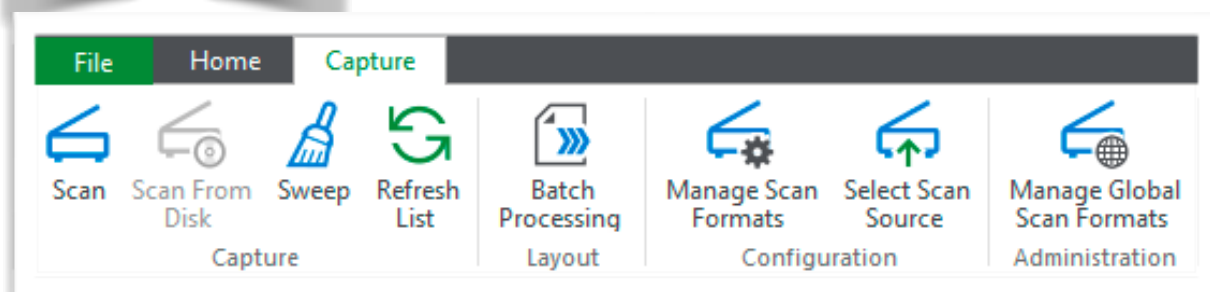 File Home Capture
Scan Scan From Disk Sweep Refresh List Batch Processing Manage Scan Formats Select Scan Source Manage Global Scan Formats
Capture Layout Configuration Administration